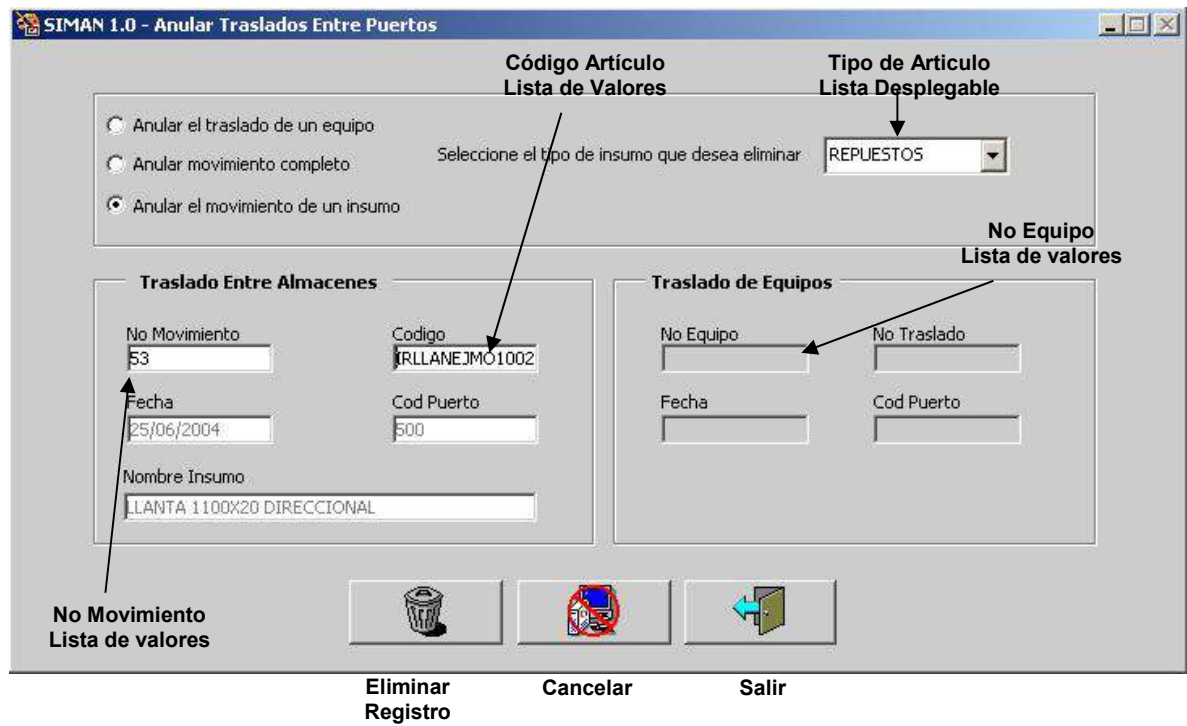 SIMAN 1.0 - Anular Traslados Entre Puertos
Código Artículo
Lista de Valores
Tipo de Articulo
Lista Desplegable
Anular el traslado de un equipo
Anular movimiento completo
Seleccione el tipo de insumo que desea eliminar
REPUESTOS
Anular el movimiento de un insumo
No Equipo
Lista de valores
Traslado Entre Almacenes
No Movimiento
Codigo
53
IRLLANEJMO1002
Fecha
Cod Puerto
25/06/2004
500
Nombre Insumo
LLANTA 1100X20 DIRECCIONAL
Traslado de Equipos
No Equipo
No Traslado
Fecha
Cod Puerto
No Movimiento
Lista de valores
Eliminar
Registro
Cancelar
Salir